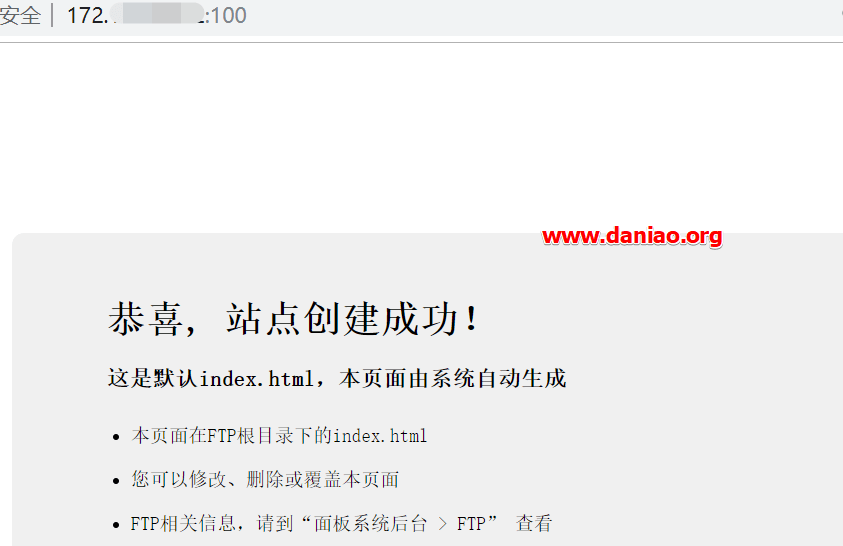 安全 | 172. :100
www.daniao.org
恭喜, 站点创建成功！
这是默认index.html，本页面由系统自动生成
本页面在FTP根目录下的index.html
您可以修改、删除或覆盖本页面
FTP相关信息，请到“面板系统后台 > FTP” 查看